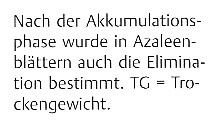 Nach der Akkumulations-
phase wurde in Azaleen-
blättern auch die Elimina-
tion bestimmt. TG = Tro-
ckengewicht.